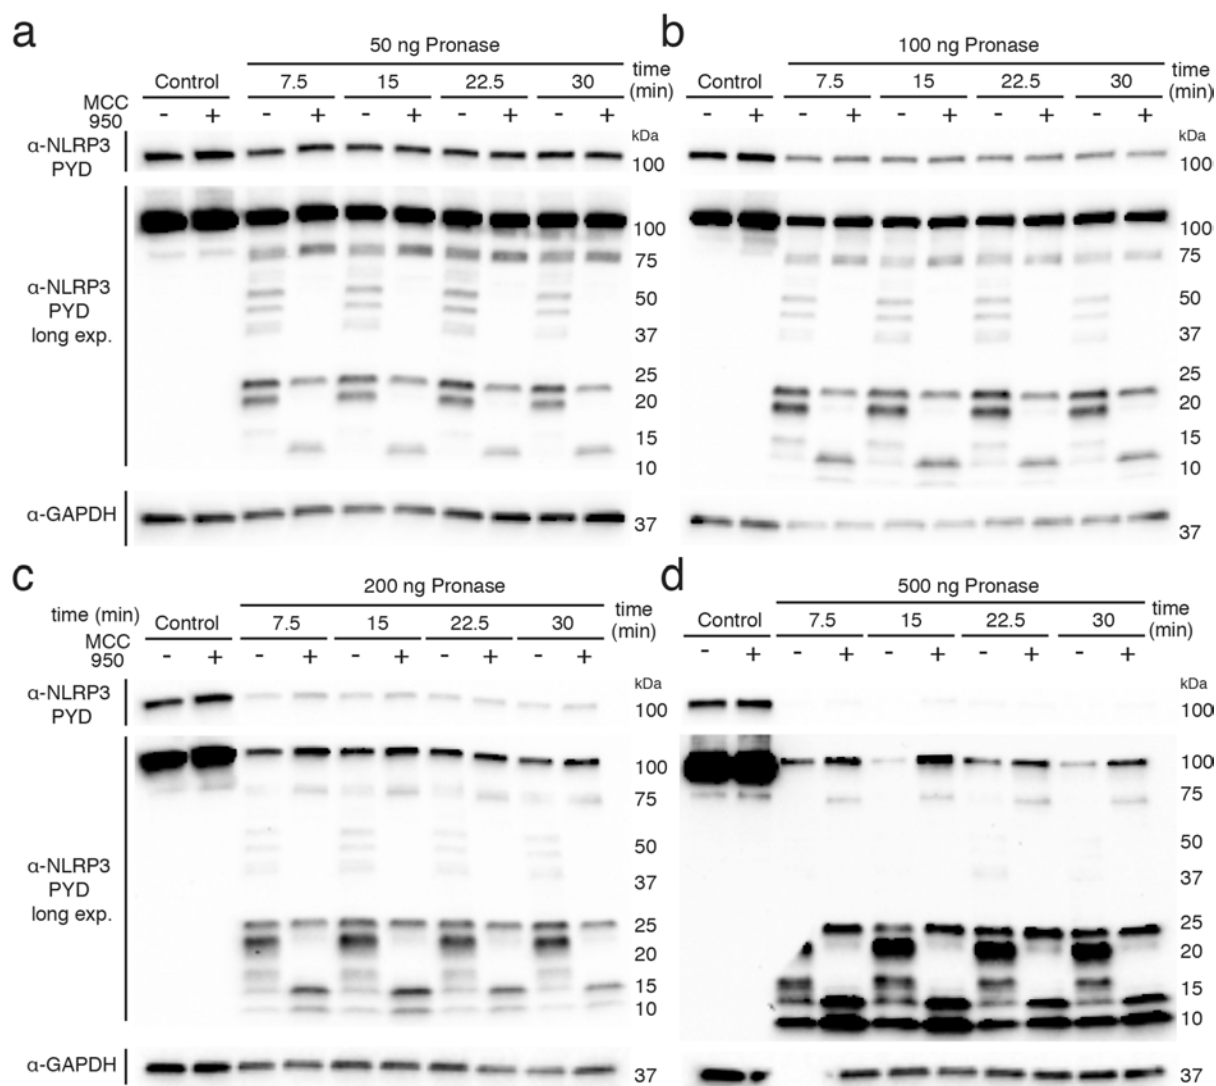 a
50 ng Pronase
Control 7.5 15 22.5 30 time (min)
MCC 950 - + - + - + - + - +
kDa
α-NLRP3 PYD
100
α-NLRP3 PYD long exp.
100
75
50
37
25
20
15
10
α-GAPDH 37
b
100 ng Pronase
Control 7.5 15 22.5 30 time (min)
- + - + - + - + - +
kDa
100
100
75
50
37
25
20
15
10
37
c
200 ng Pronase
time (min) Control 7.5 15 22.5 30 time (min)
MCC 950 - + - + - + - + - +
kDa
α-NLRP3 PYD
100
α-NLRP3 PYD long exp.
100
75
50
37
25
20
15
10
α-GAPDH 37
d
500 ng Pronase
Control 7.5 15 22.5 30 time (min)
- + - + - + - + - +
kDa
100
100
75
50
37
25
20
15
10
37